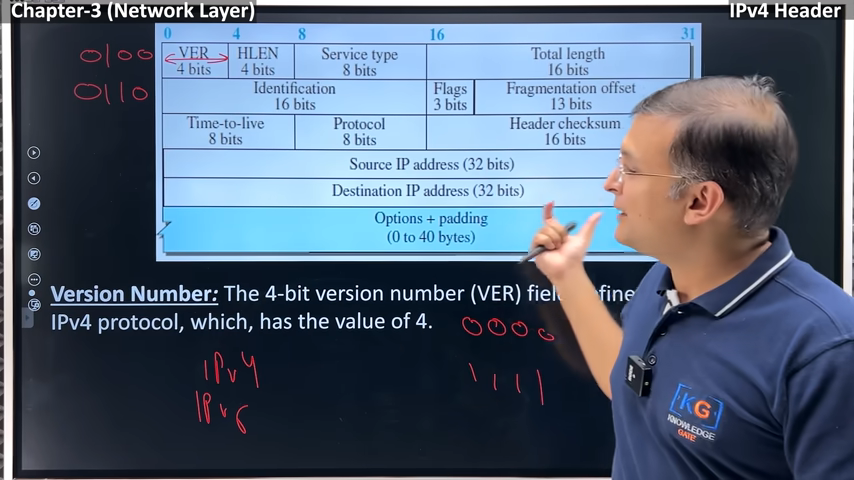 Chapter-3 (Network Layer)
IPv4 Header
0 4 8 16 31
VER HLEN Service type Total length
4 bits 4 bits 8 bits 16 bits
Identification Flags Fragmentation offset
16 bits 3 bits 13 bits
Time-to-live Protocol Header checksum
8 bits 8 bits 16 bits
Source IP address (32 bits)
Destination IP address (32 bits)
Options + padding
(0 to 40 bytes)
0100
0110
Version Number: The 4-bit version number (VER)
IPv4 protocol, which, has the value of 4.
0000
1111
IPv4
IPv6
KG
KNOWLEDGE
GATE